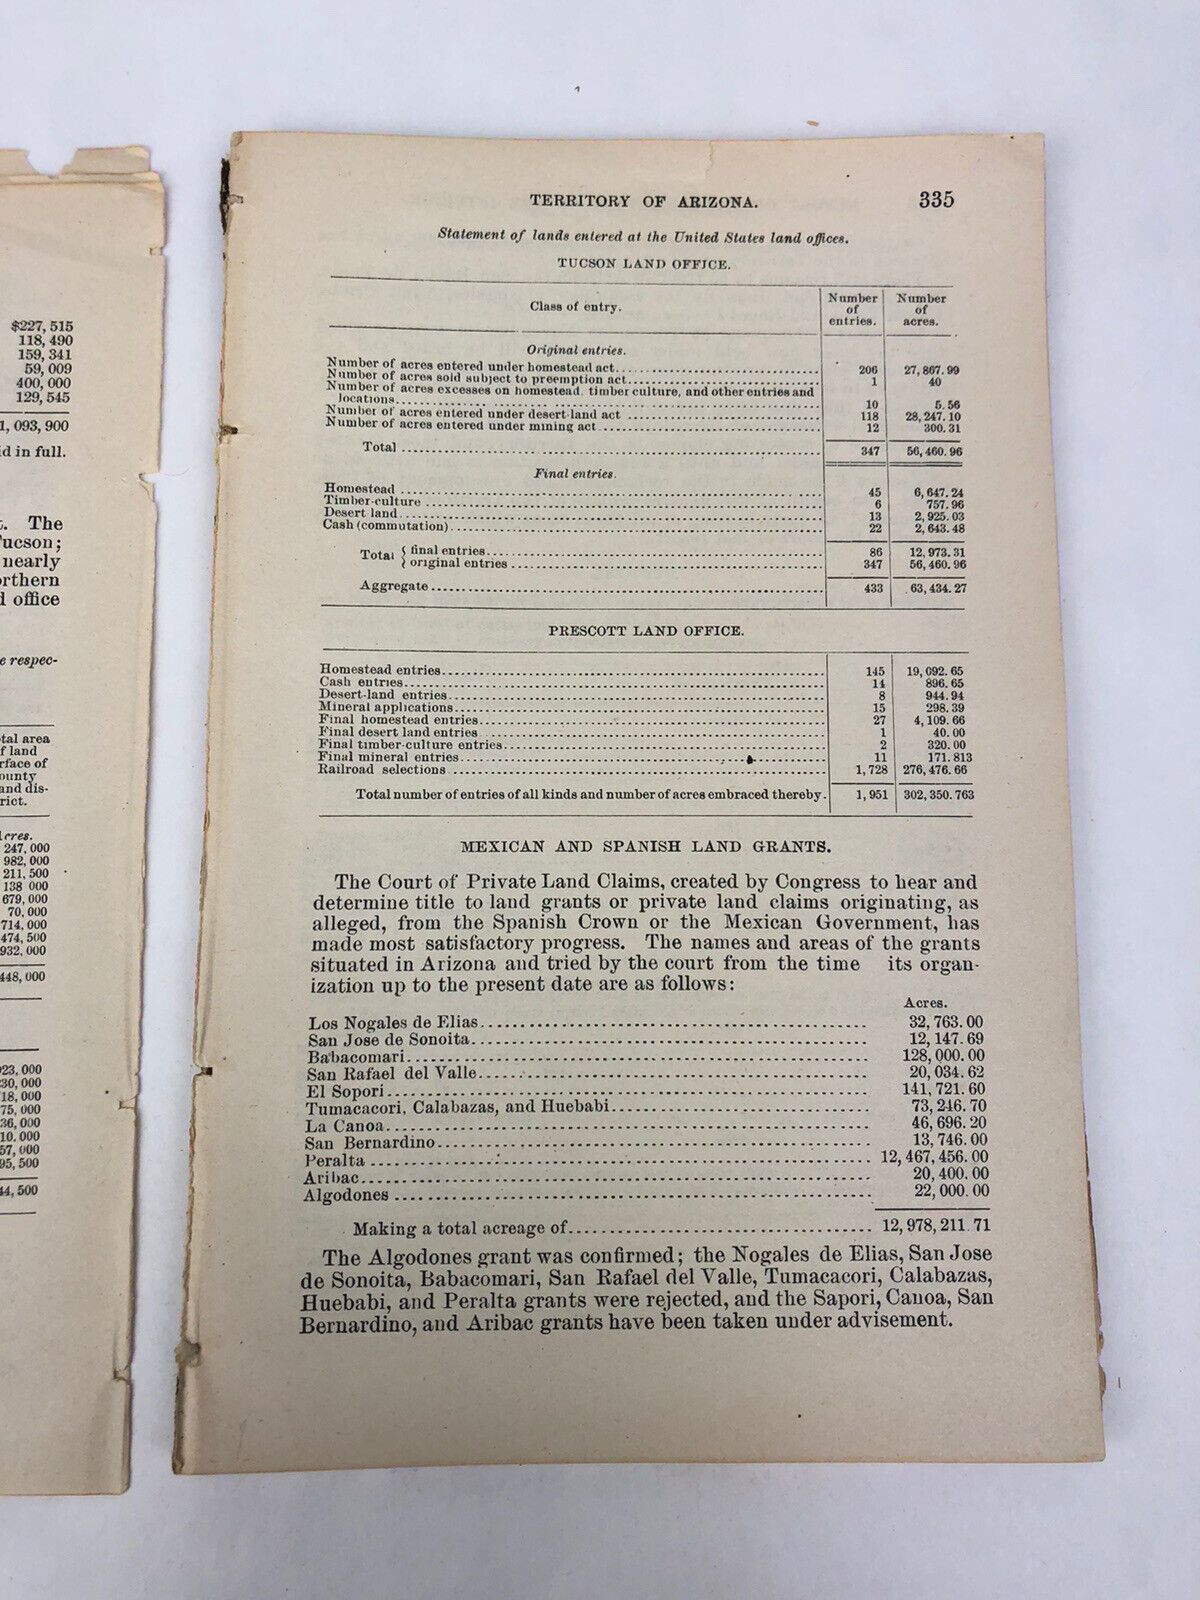 $227,515
118,490
159,341
59,009
400,000
129,545
1,093,900
id in full.
The
Tucson;
nearly
office
e respec-
tal area
f land
rface of
ounty
and dis-
rict.
Acres.
247,000
982,000
211,500
138 000
679,000
70,000
714,000
474,500
932,000
448,000
44,500
TERRITORY OF ARIZONA. 335
Statement of lands entered at the United States land offices.
TUCSON LAND OFFICE.
Class of entry. Number of entries. Number of acres.
Original entries.
Number of acres entered under homestead act 206 27,867.99
Number of acres sold subject to preemption act 1 40
Number of acres excesses on homestead, timber culture, and other entries and
locations 10 5.56
Number of acres entered under desert-land act 118 28,247.10
Number of acres entered under mining act 12 300.31
Total 347 56,460.96
Final entries.
Homestead 45 6,647.24
Timber-culture 6 757.96
Desert land 13 2,925.03
Cash (commutation) 22 2,643.48
Total { final entries 86 12,973.31
original entries 347 56,460.96
Aggregate 433 63,434.27
PRESCOTT LAND OFFICE.
Homestead entries 145 19,092.65
Cash entries 14 896.65
Desert-land entries 8 944.94
Mineral applications 15 298.39
Final homestead entries 27 4,109.66
Final desert land entries 1 40.00
Final timber-culture entries 2 320.00
Final mineral entries 11 171.813
Railroad selections 1,728 276,476.66
Total number of entries of all kinds and number of acres embraced thereby. 1,951 302,350.763
MEXICAN AND SPANISH LAND GRANTS.
The Court of Private Land Claims, created by Congress to hear and
determine title to land grants or private land claims originating, as
alleged, from the Spanish Crown or the Mexican Government, has
made most satisfactory progress. The names and areas of the grants
situated in Arizona and tried by the court from the time its organ-
ization up to the present date are as follows:
Acres.
Los Nogales de Elias 32,763.00
San Jose de Sonoita 12,147.69
Babacomari 128,000.00
San Rafael del Valle 20,034.62
El Sopori 141,721.60
Tumacacori, Calabazas, and Huebabi 73,246.70
La Canoa 46,696.20
San Bernardino 13,746.00
Peralta 12,467,456.00
Aribac 20,400.00
Algodones 22,000.00
Making a total acreage of 12,978,211.71
The Algodones grant was confirmed; the Nogales de Elias, San Jose
de Sonoita, Babacomari, San Rafael del Valle, Tumacacori, Calabazas,
Huebabi, and Peralta grants were rejected, and the Sapori, Canoa, San
Bernardino, and Aribac grants have been taken under advisement.